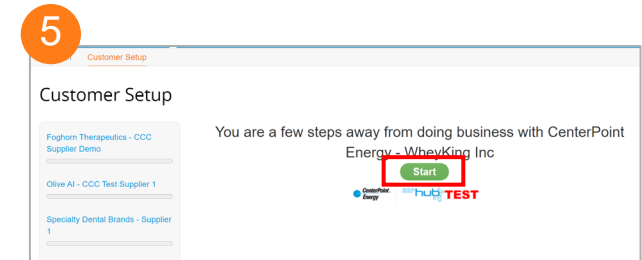 5
Customer Setup
Customer Setup
Foghorn Therapeutics - CCC
Supplier Demo
Olive AI - CCC Test Supplier 1
Specialty Dental Brands - Supplier
1
You are a few steps away from doing business with CenterPoint
Energy - WheyKing Inc
Start
CenterPoint
Energy
hub TEST